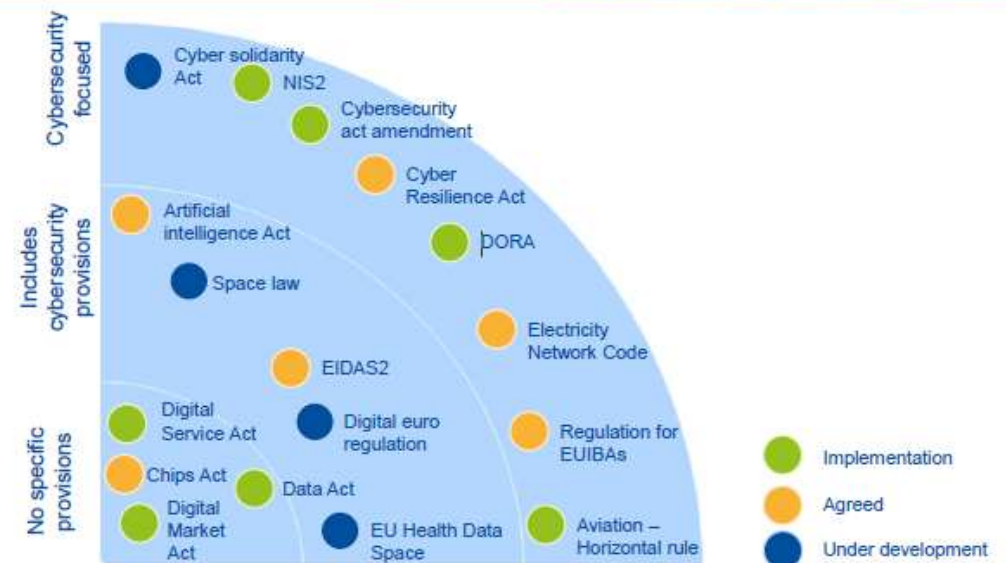 Cybersecurity
focused
Cyber solidarity
Act
NIS2
Cybersecurity
act amendment
Cyber
Resilience Act
DORA
Includes
cybersecurity
provisions
Artificial
intelligence Act
Space law
Electricity
Network Code
EIDAS2
Digital euro
regulation
Regulation for
EUIBAs
No specific
provisions
Digital
Service Act
Chips Act
Data Act
Digital
Market
Act
EU Health Data
Space
Aviation –
Horizontal rule
Implementation
Agreed
Under development